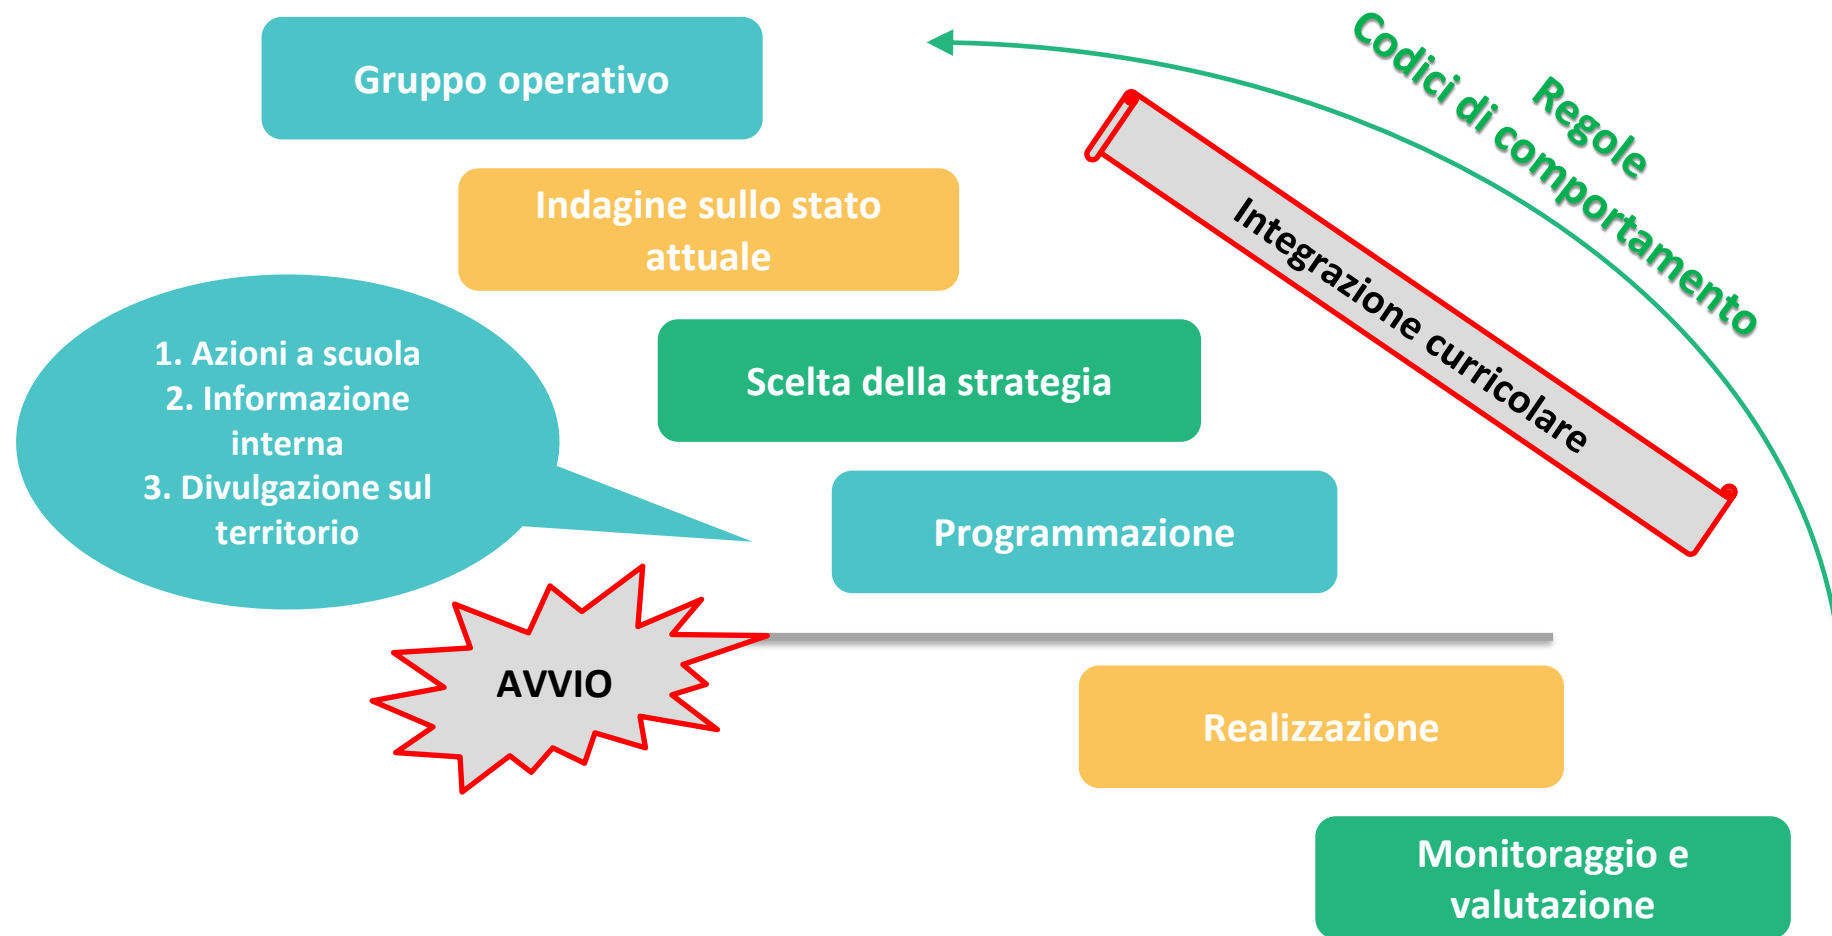 Gruppo operativo
Regole
Codici di comportamento
Indagine sullo stato
attuale
Integrazione curricolare
1. Azioni a scuola
2. Informazione
interna
3. Divulgazione sul
territorio
Scelta della strategia
Programmazione
AVVIO
Realizzazione
Monitoraggio e
valutazione